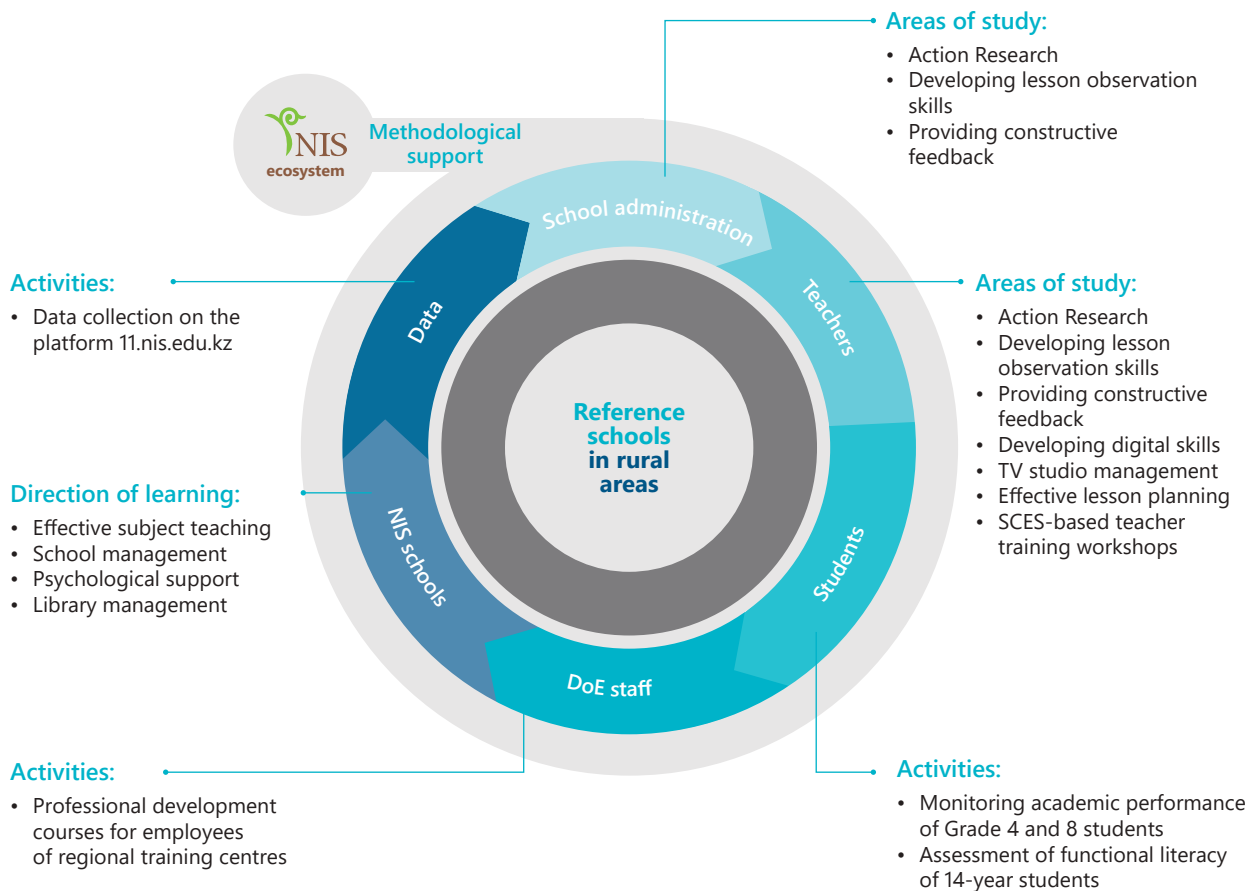 Areas of study:
• Action Research
• Developing lesson observation
skills
• Providing constructive
feedback
NIS
ecosystem
Methodological
support
School administration
Teachers
Students
DoE staff
NIS schools
Data
Reference
schools
in rural
areas
Activities:
• Data collection on the
platform 11.nis.edu.kz
Areas of study:
• Action Research
• Developing lesson
observation skills
• Providing constructive
feedback
• Developing digital skills
• TV studio management
• Effective lesson planning
• SCES-based teacher
training workshops
Direction of learning:
• Effective subject teaching
• School management
• Psychological support
• Library management
Activities:
• Professional development
courses for employees
of regional training centres
Activities:
• Monitoring academic performance
of Grade 4 and 8 students
• Assessment of functional literacy
of 14-year students